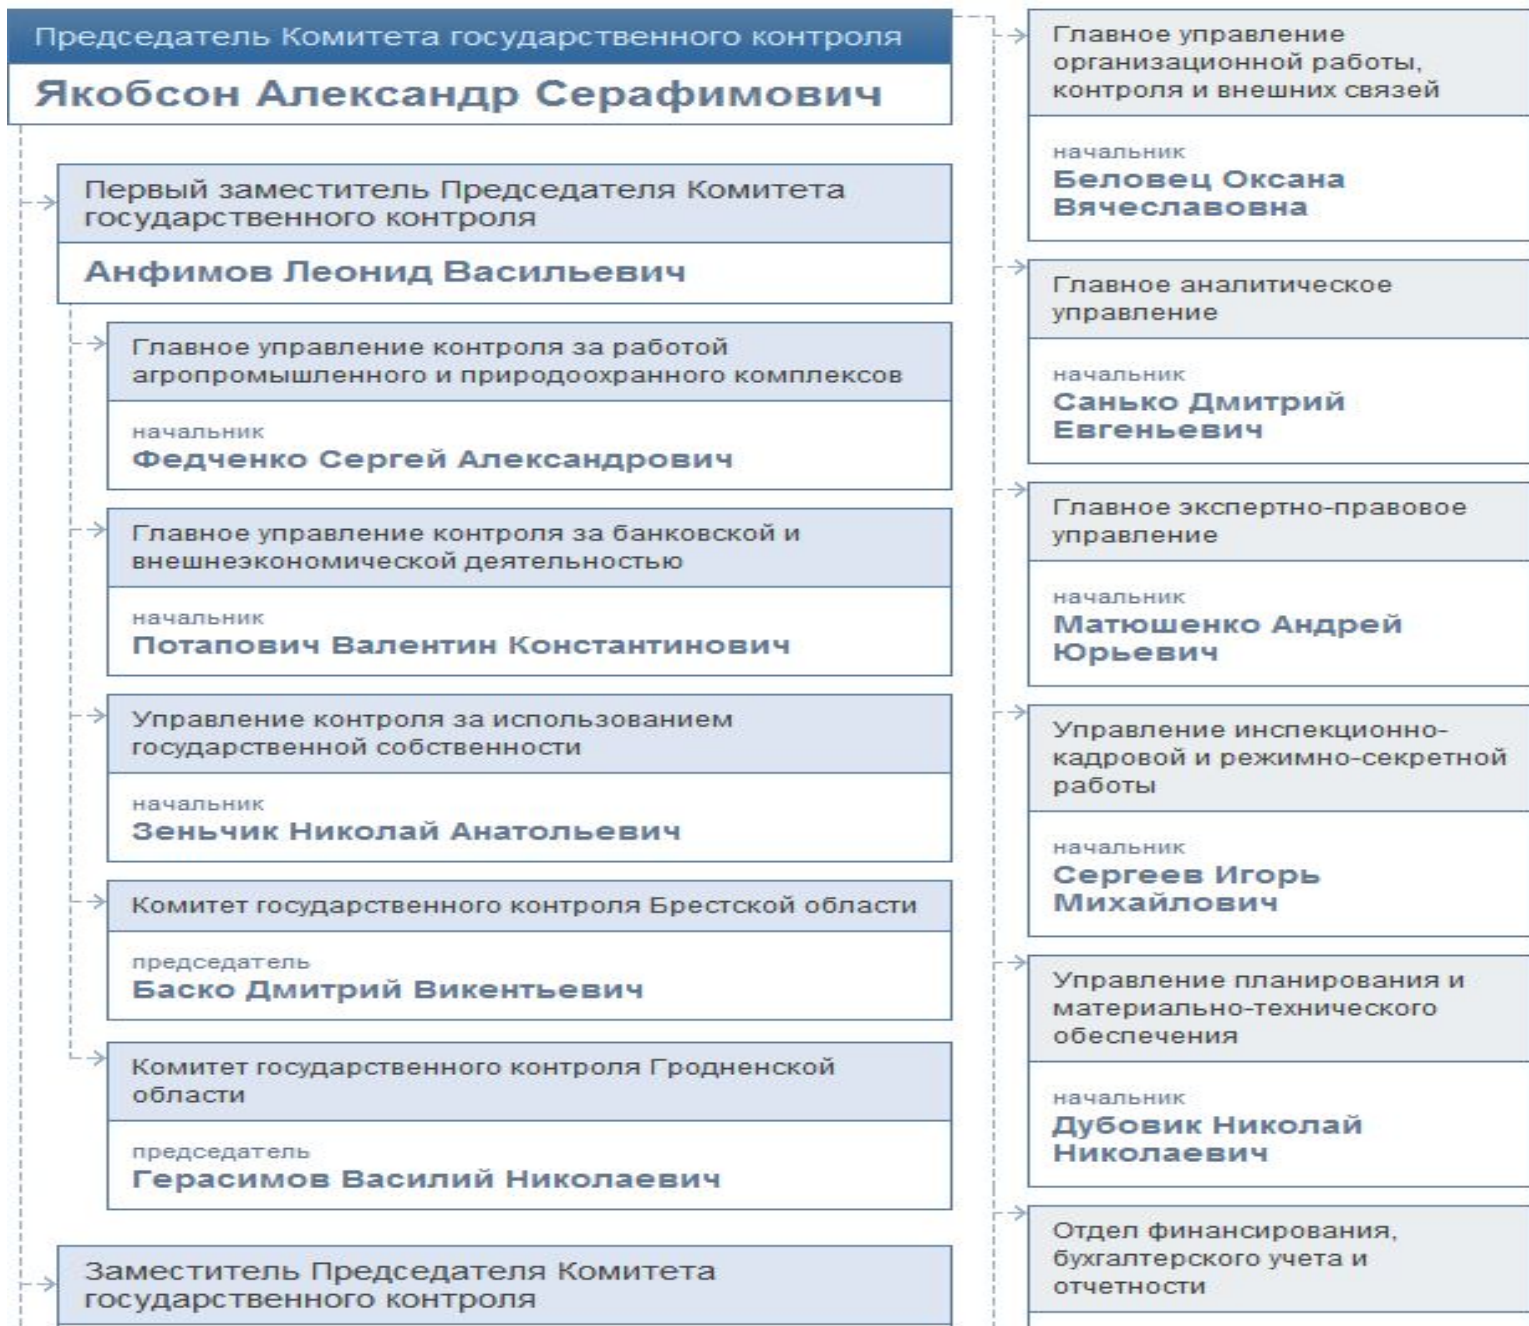 Председатель Комитета государственного контроля
Якобсон Александр Серафимович
Первый заместитель Председателя Комитета
государственного контроля
Анфимов Леонид Васильевич
Главное управление контроля за работой
агропромышленного и природоохранного комплексов
начальник
Федченко Сергей Александрович
Главное управление контроля за банковской и
внешнеэкономической деятельностью
начальник
Потапович Валентин Константинович
Управление контроля за использованием
государственной собственности
начальник
Зеньчик Николай Анатольевич
Комитет государственного контроля Брестской области
председатель
Баско Дмитрий Викентьевич
Комитет государственного контроля Гродненской
области
председатель
Герасимов Василий Николаевич
Заместитель Председателя Комитета
государственного контроля
Главное управление
организационной работы,
контроля и внешних связей
начальник
Беловец Оксана
Вячеславовна
Главное аналитическое
управление
начальник
Санько Дмитрий
Евгеньевич
Главное экспертно-правовое
управление
начальник
Матюшенко Андрей
Юрьевич
Управление инспекционно-
кадровой и режимно-секретной
работы
начальник
Сергеев Игорь
Михайлович
Управление планирования и
материально-технического
обеспечения
начальник
Дубовик Николай
Николаевич
Отдел финансирования,
бухгалтерского учета и
отчетности